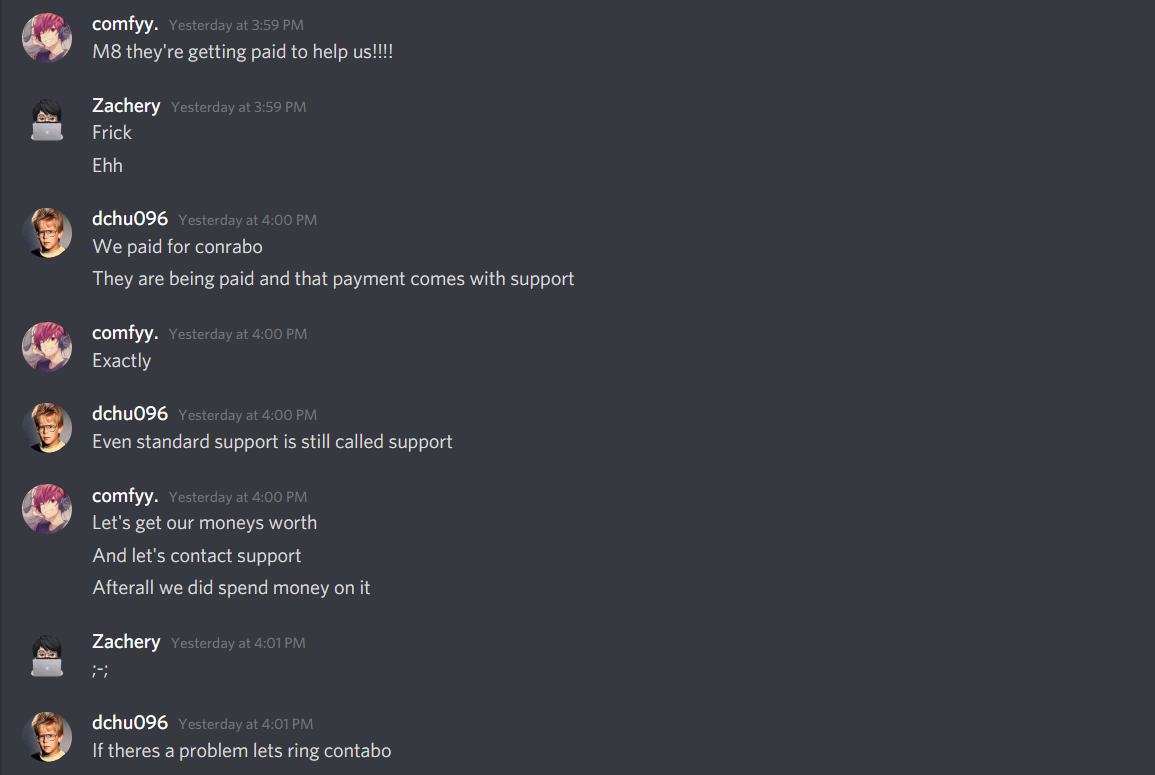 comfyy. Yesterday at 3:59 PM
M8 they're getting paid to help us!!!!
Zachery Yesterday at 3:59 PM
Frick
Ehh
dchu096 Yesterday at 4:00 PM
We paid for conrabo
They are being paid and that payment comes with support
comfyy. Yesterday at 4:00 PM
Exactly
dchu096 Yesterday at 4:00 PM
Even standard support is still called support
comfyy. Yesterday at 4:00 PM
Let's get our moneys worth
And let's contact support
Afterall we did spend money on it
Zachery Yesterday at 4:01 PM
;-;
dchu096 Yesterday at 4:01 PM
If theres a problem lets ring contabo